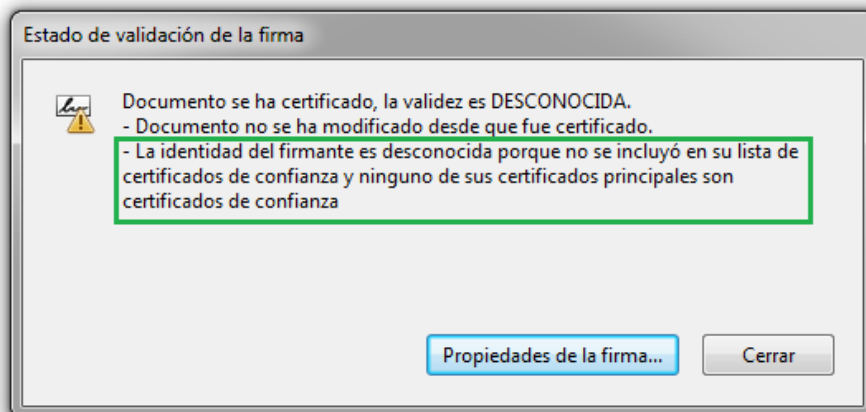 Estado de validación de la firma
Documento se ha certificado, la validez es DESCONOCIDA.
- Documento no se ha modificado desde que fue certificado.
- La identidad del firmante es desconocida porque no se incluyó en su lista de
certificados de confianza y ninguno de sus certificados principales son
certificados de confianza
Propiedades de la firma...
Cerrar